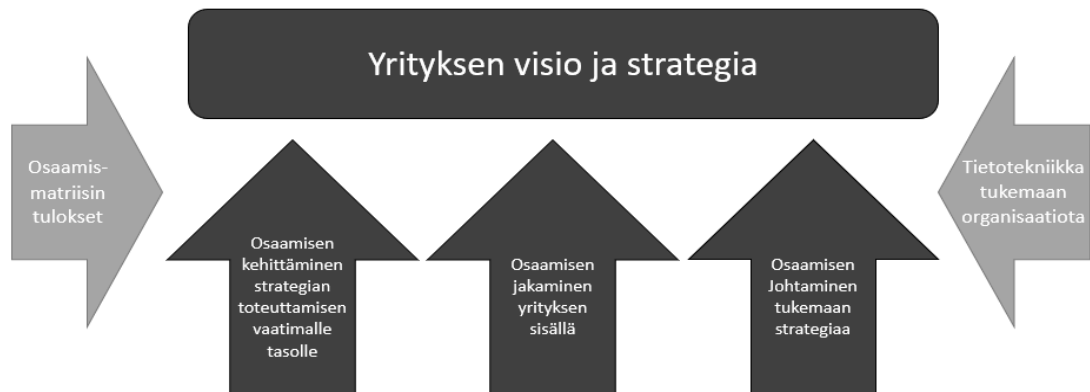 Yrityksen visio ja strategia
Osaamis-
matriisin
tulokset
Osaamisen
kehittäminen
strategian
toteuttamisen
vaatimalle
tasolle
Osaamisen
jakaminen
yrityksen
sisällä
Osaamisen
Johtaminen
tukemaan
strategiaa
Tietotekniikka
tukemaan
organisaatiota